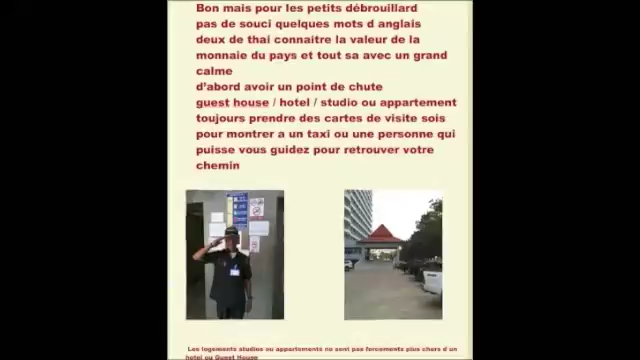 Bon mais pour les petits débrouillard
pas de souci quelques mots d anglais
deux de thai connaitre la valeur de la
monnaie du pays et tout sa avec un grand
calme
d'abord avoir un point de chute
guest house / hotel / studio ou appartement
toujours prendre des cartes de visite sois
pour montrer a un taxi ou une personne qui
puisse vous guidez pour retrouver votre
chemin
Les logements studios ou appartements ne sont pas forcements plus chers d un
hotel ou Guest House